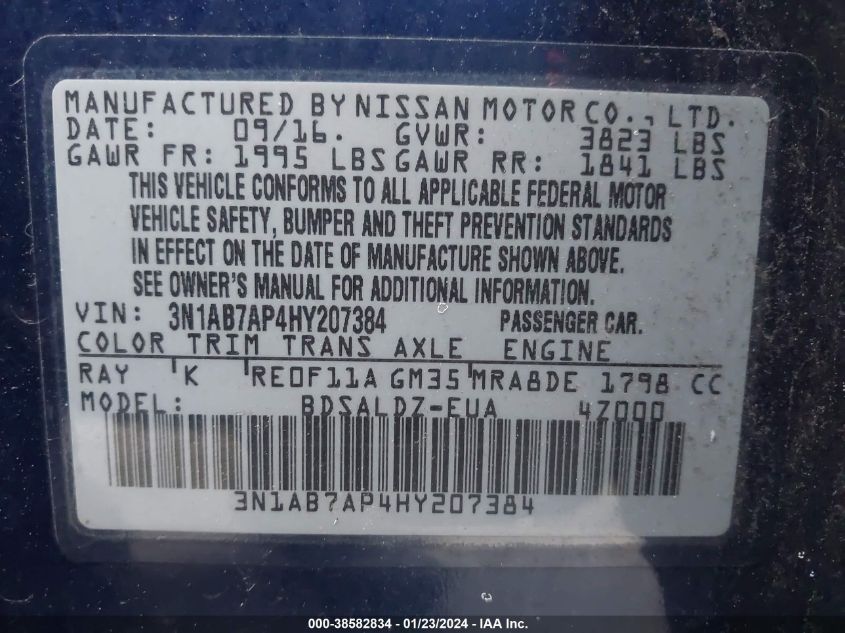 MANUFACTURED BY NISSAN MOTOR CO., LTD.
DATE: 09/16. GVWR: 3823 LBS
GAWR FR: 1995 LBS GAWR RR: 1841 LBS
THIS VEHICLE CONFORMS TO ALL APPLICABLE FEDERAL MOTOR
VEHICLE SAFETY, BUMPER AND THEFT PREVENTION STANDARDS
IN EFFECT ON THE DATE OF MANUFACTURE SHOWN ABOVE.
SEE OWNER'S MANUAL FOR ADDITIONAL INFORMATION.
VIN: 3N1AB7AP4HY207384 PASSENGER CAR.
COLOR TRIM TRANS AXLE ENGINE
RAY K RE0F11A GM35 MRA8DE 1798 CC
MODEL: BDSALDZ-EUA 47000
3N1AB7AP4HY207384
000-38582834 - 01/23/2024 - IAAI.com